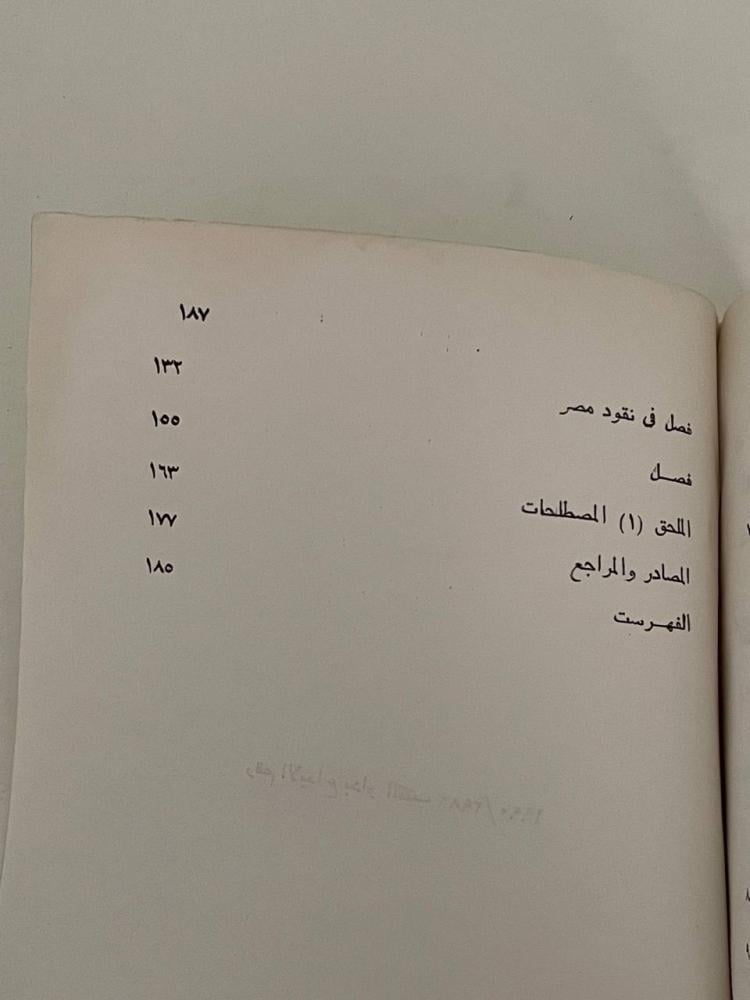 ١٨٧
فصل فى نقود مصر ١٣٢
فصل ١٥٥
الملحق (١) المصطلحات ١٦٣
المصادر والمراجع ١٧٧
الفهرست ١٨٥